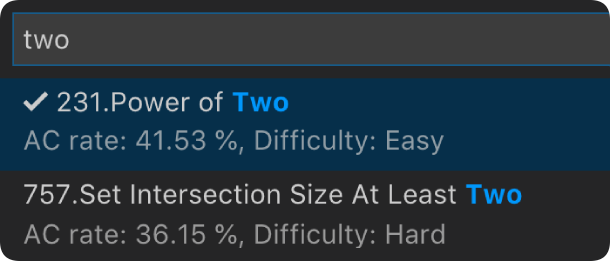 two
✓ 231.Power of Two
AC rate: 41.53 %, Difficulty: Easy
757.Set Intersection Size At Least Two
AC rate: 36.15 %, Difficulty: Hard